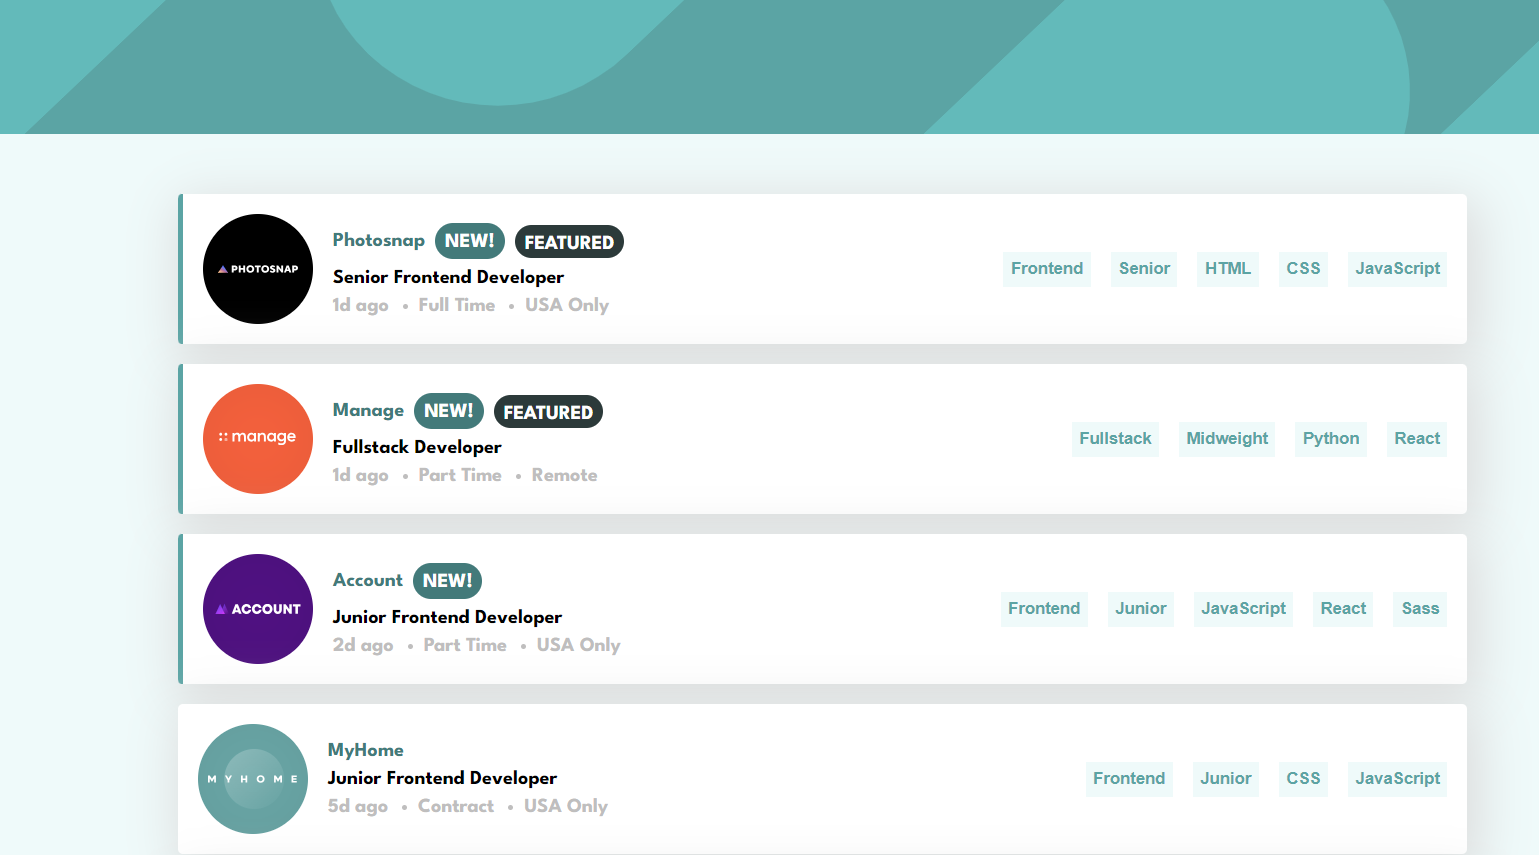 PHOTOSNAP
Photosnap NEW! FEATURED
Senior Frontend Developer
1d ago • Full Time • USA Only
Frontend Senior HTML CSS JavaScript
manage
Manage NEW! FEATURED
Fullstack Developer
1d ago • Part Time • Remote
Fullstack Midweight Python React
ACCOUNT
Account NEW!
Junior Frontend Developer
2d ago • Part Time • USA Only
Frontend Junior JavaScript React Sass
MYHOME
MyHome
Junior Frontend Developer
5d ago • Contract • USA Only
Frontend Junior CSS JavaScript